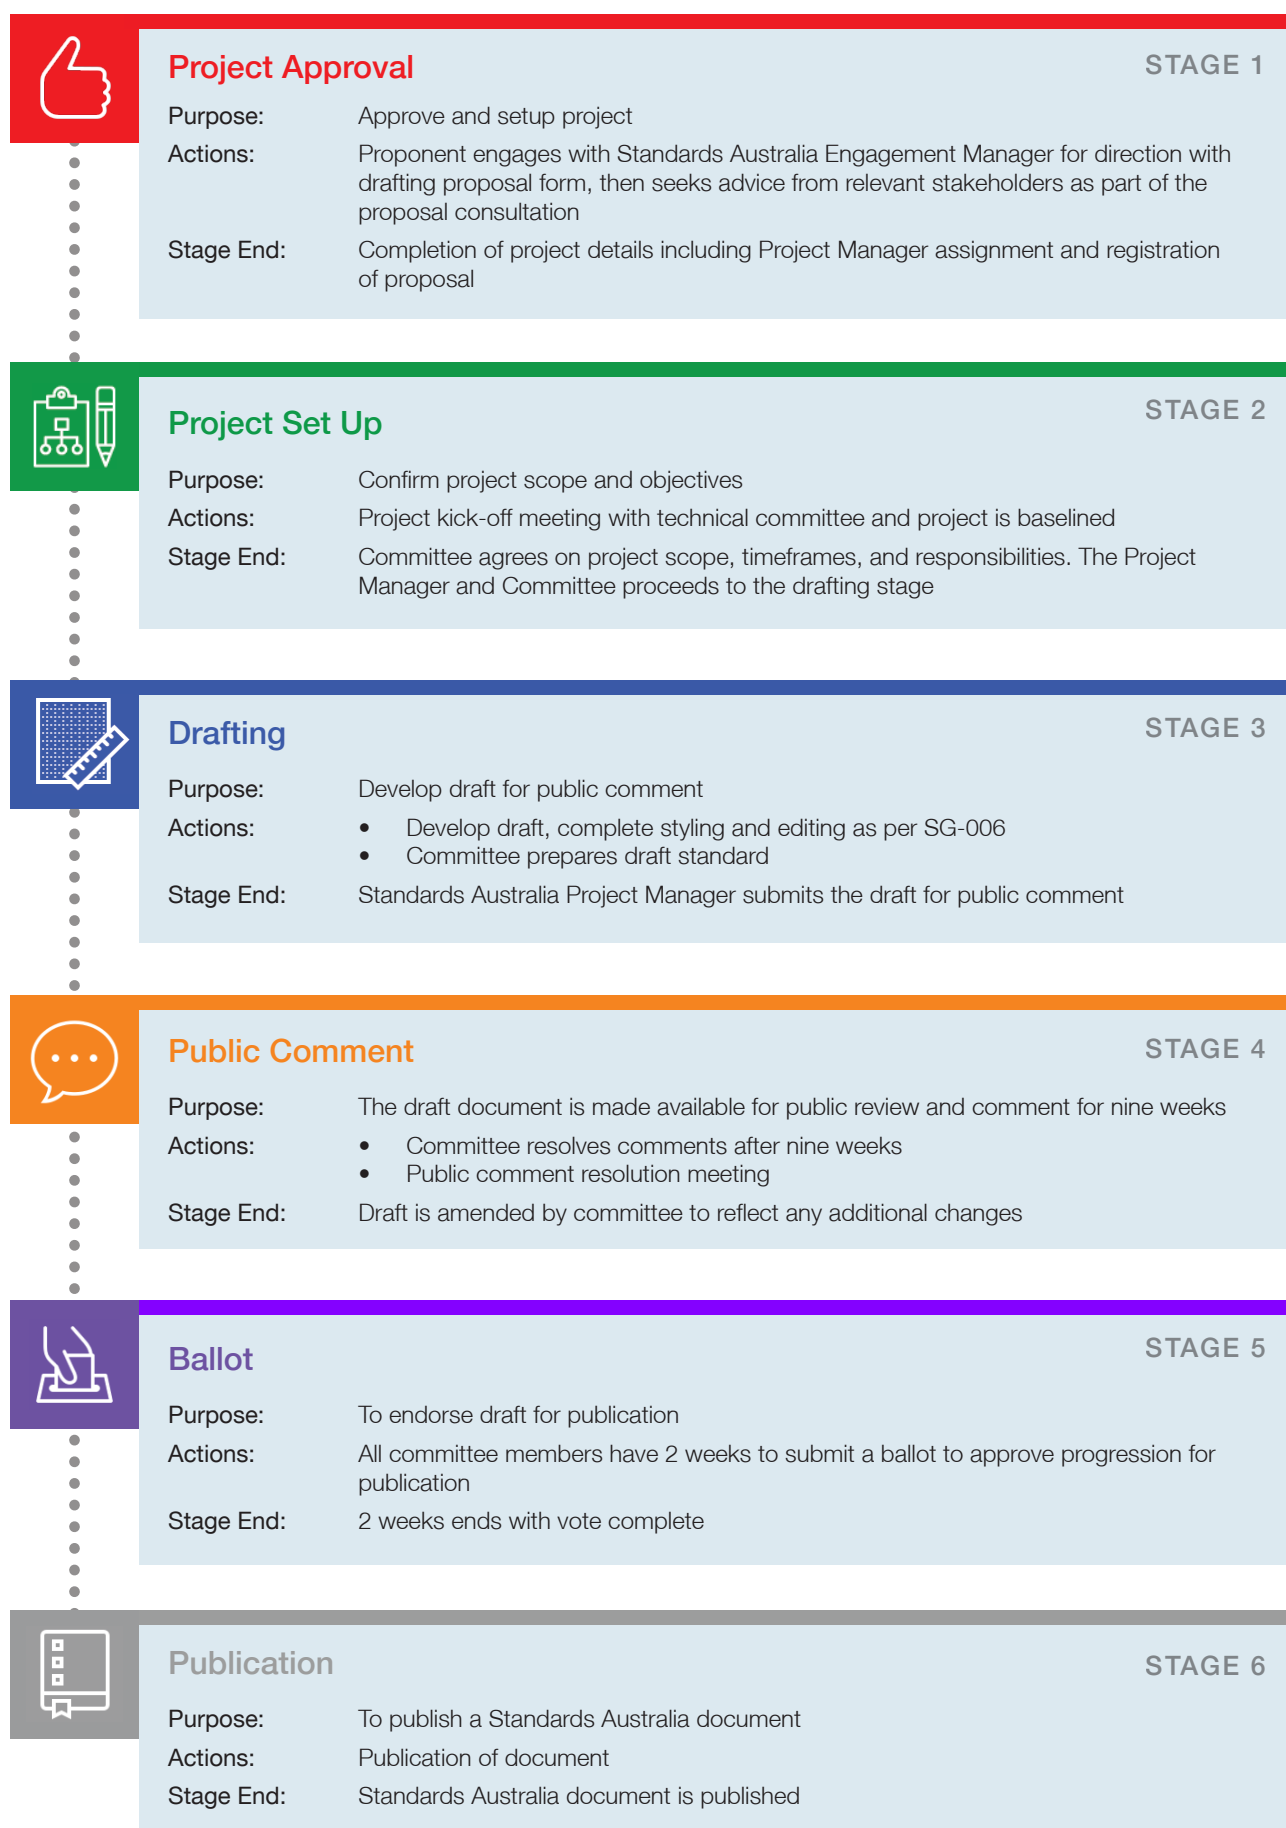 Project Approval
STAGE 1
Purpose: Approve and setup project
Actions: Proponent engages with Standards Australia Engagement Manager for direction with
drafting proposal form, then seeks advice from relevant stakeholders as part of the
proposal consultation
Stage End: Completion of project details including Project Manager assignment and registration
of proposal
Project Set Up
STAGE 2
Purpose: Confirm project scope and objectives
Actions: Project kick-off meeting with technical committee and project is baselined
Stage End: Committee agrees on project scope, timeframes, and responsibilities. The Project
Manager and Committee proceeds to the drafting stage
Drafting
STAGE 3
Purpose: Develop draft for public comment
Actions: • Develop draft, complete styling and editing as per SG-006
• Committee prepares draft standard
Stage End: Standards Australia Project Manager submits the draft for public comment
Public Comment
STAGE 4
Purpose: The draft document is made available for public review and comment for nine weeks
Actions: • Committee resolves comments after nine weeks
• Public comment resolution meeting
Stage End: Draft is amended by committee to reflect any additional changes
Ballot
STAGE 5
Purpose: To endorse draft for publication
Actions: All committee members have 2 weeks to submit a ballot to approve progression for
publication
Stage End: 2 weeks ends with vote complete
Publication
STAGE 6
Purpose: To publish a Standards Australia document
Actions: Publication of document
Stage End: Standards Australia document is published